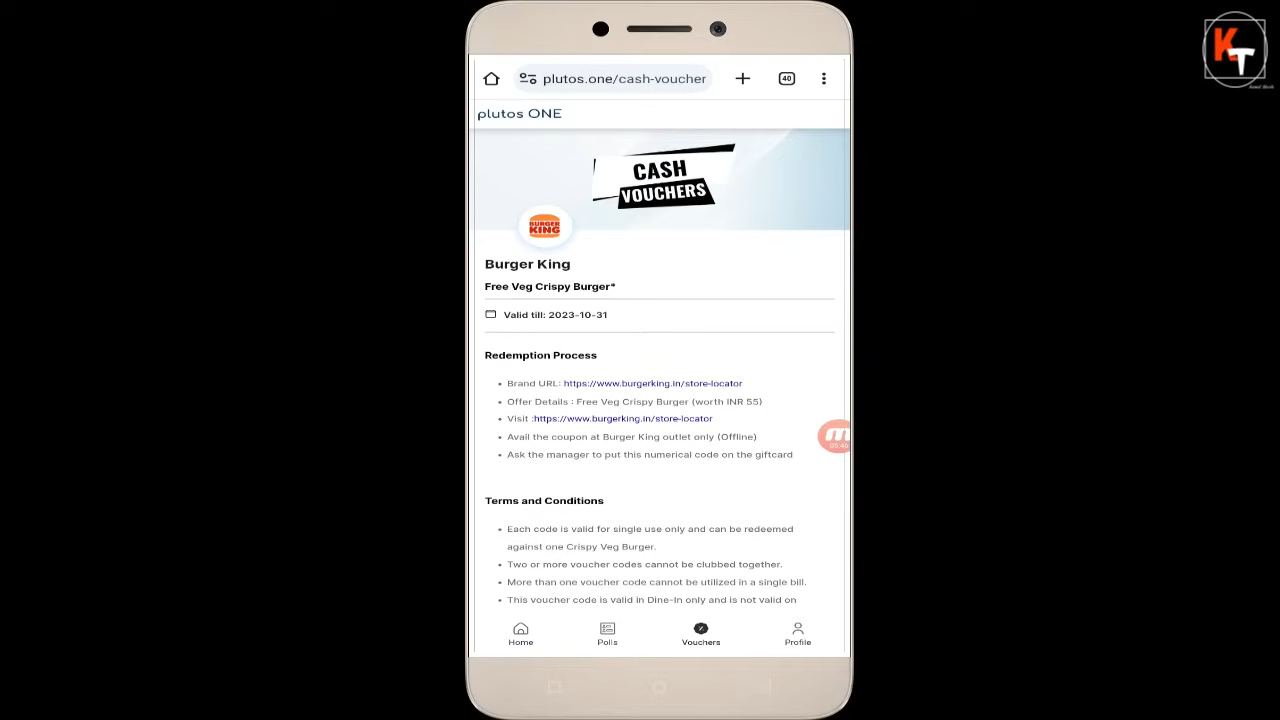 KT
plutos.one/cash-voucher
40
plutos ONE
CASH
VOUCHERS
BURGER
KING
Burger King
Free Veg Crispy Burger*
Valid till: 2023-10-31
Redemption Process
• Brand URL: https://www.burgerking.in/store-locator
• Offer Details : Free Veg Crispy Burger (worth INR 55)
• Visit :https://www.burgerking.in/store-locator
• Avail the coupon at Burger King outlet only (Offline)
• Ask the manager to put this numerical code on the giftcard
Terms and Conditions
• Each code is valid for single use only and can be redeemed
against one Crispy Veg Burger.
• Two or more voucher codes cannot be clubbed together.
• More than one voucher code cannot be utilized in a single bill.
• This voucher code is valid in Dine-In only and is not valid on
Home Polls Vouchers Profile